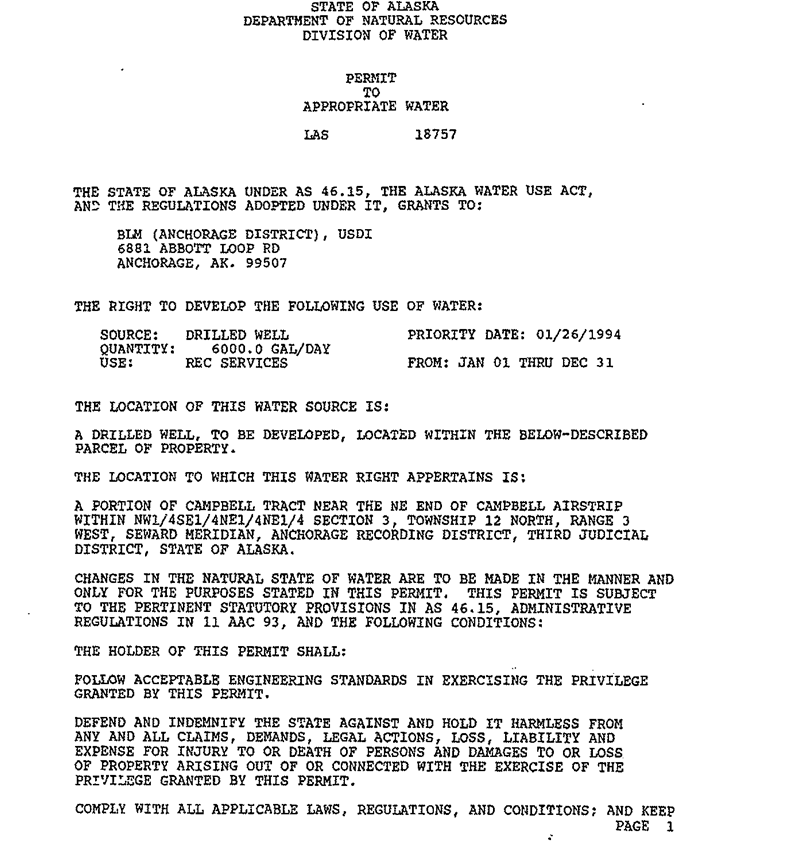 STATE OF ALASKA
DEPARTMENT OF NATURAL RESOURCES
DIVISION OF WATER
PERMIT
TO
APPROPRIATE WATER
LAS 18757
THE STATE OF ALASKA UNDER AS 46.15, THE ALASKA WATER USE ACT,
AND THE REGULATIONS ADOPTED UNDER IT, GRANTS TO:
BLM (ANCHORAGE DISTRICT), USDI
6881 ABBOTT LOOP RD
ANCHORAGE, AK. 99507
THE RIGHT TO DEVELOP THE FOLLOWING USE OF WATER:
SOURCE: DRILLED WELL PRIORITY DATE: 01/26/1994
QUANTITY: 6000.0 GAL/DAY
USE: REC SERVICES FROM: JAN 01 THRU DEC 31
THE LOCATION OF THIS WATER SOURCE IS:
A DRILLED WELL, TO BE DEVELOPED, LOCATED WITHIN THE BELOW-DESCRIBED
PARCEL OF PROPERTY.
THE LOCATION TO WHICH THIS WATER RIGHT APPERTAINS IS:
A PORTION OF CAMPBELL TRACT NEAR THE NE END OF CAMPBELL AIRSTRIP
WITHIN NW1/4SE1/4NE1/4NE1/4 SECTION 3, TOWNSHIP 12 NORTH, RANGE 3
WEST, SEWARD MERIDIAN, ANCHORAGE RECORDING DISTRICT, THIRD JUDICIAL
DISTRICT, STATE OF ALASKA.
CHANGES IN THE NATURAL STATE OF WATER ARE TO BE MADE IN THE MANNER AND
ONLY FOR THE PURPOSES STATED IN THIS PERMIT. THIS PERMIT IS SUBJECT
TO THE PERTINENT STATUTORY PROVISIONS IN AS 46.15, ADMINISTRATIVE
REGULATIONS IN 11 AAC 93, AND THE FOLLOWING CONDITIONS:
THE HOLDER OF THIS PERMIT SHALL:
FOLLOW ACCEPTABLE ENGINEERING STANDARDS IN EXERCISING THE PRIVILEGE
GRANTED BY THIS PERMIT.
DEFEND AND INDEMNIFY THE STATE AGAINST AND HOLD IT HARMLESS FROM
ANY AND ALL CLAIMS, DEMANDS, LEGAL ACTIONS, LOSS, LIABILITY AND
EXPENSE FOR INJURY TO OR DEATH OF PERSONS AND DAMAGES TO OR LOSS
OF PROPERTY ARISING OUT OF OR CONNECTED WITH THE EXERCISE OF THE
PRIVILEGE GRANTED BY THIS PERMIT.
COMPLY WITH ALL APPLICABLE LAWS, REGULATIONS, AND CONDITIONS; AND KEEP
PAGE 1